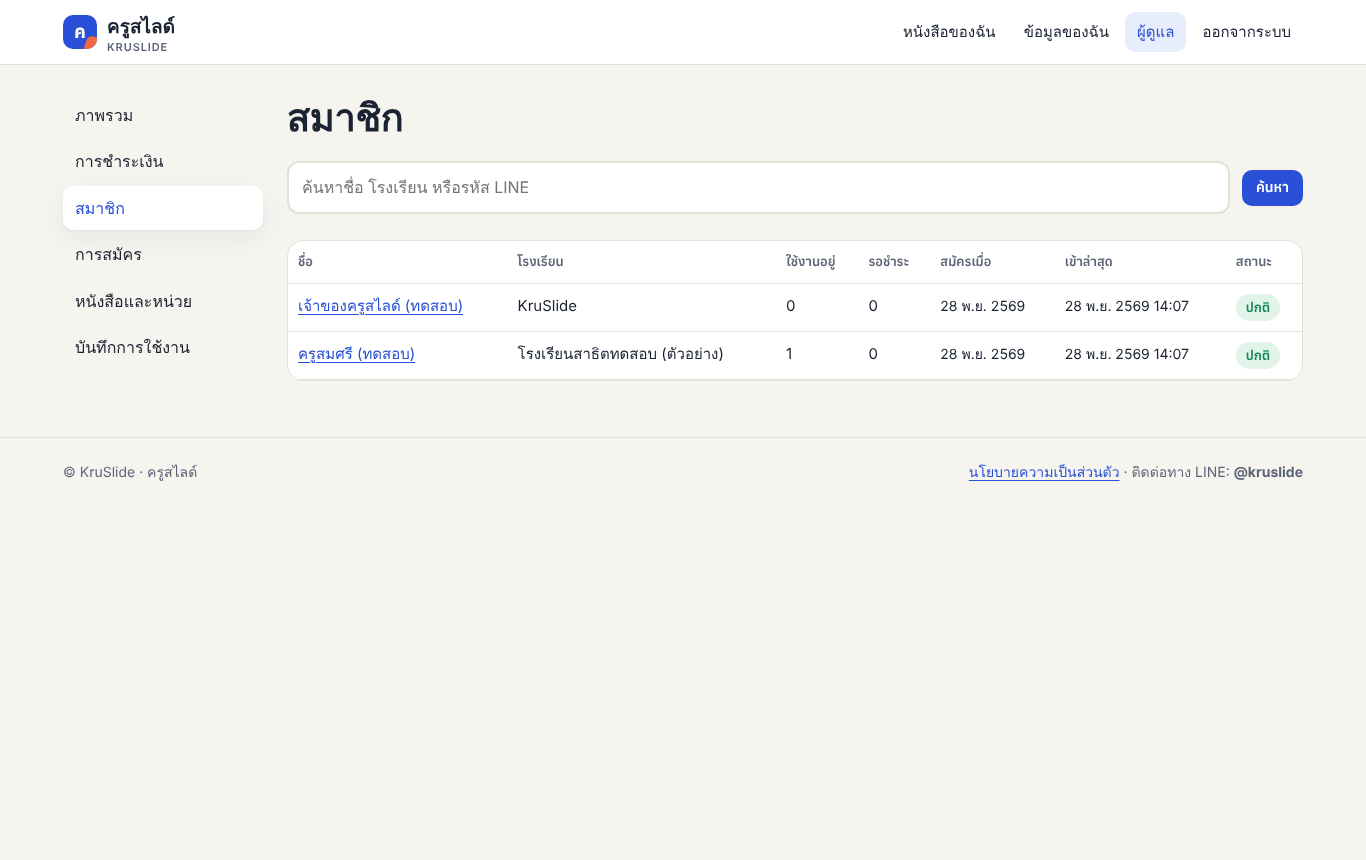 ค
ครูสไลด์
KRUSLIDE
หนังสือของฉัน ข้อมูลของฉัน ผู้ดูแล ออกจากระบบ
ภาพรวม
การชำระเงิน
สมาชิก
การสมัคร
หนังสือและหน่วย
บันทึกการใช้งาน
สมาชิก
ค้นหาชื่อ โรงเรียน หรือรหัส LINE
ค้นหา
ชื่อ โรงเรียน ใช้งานอยู่ รอชำระ สมัครเมื่อ เข้าล่าสุด สถานะ
เจ้าของครูสไลด์ (ทดสอบ) KruSlide 0 0 28 พ.ย. 2569 28 พ.ย. 2569 14:07 ปกติ
ครูสมศรี (ทดสอบ) โรงเรียนสาธิตทดสอบ (ตัวอย่าง) 1 0 28 พ.ย. 2569 28 พ.ย. 2569 14:07 ปกติ
© KruSlide · ครูสไลด์
นโยบายความเป็นส่วนตัว · ติดต่อทาง LINE: @kruslide